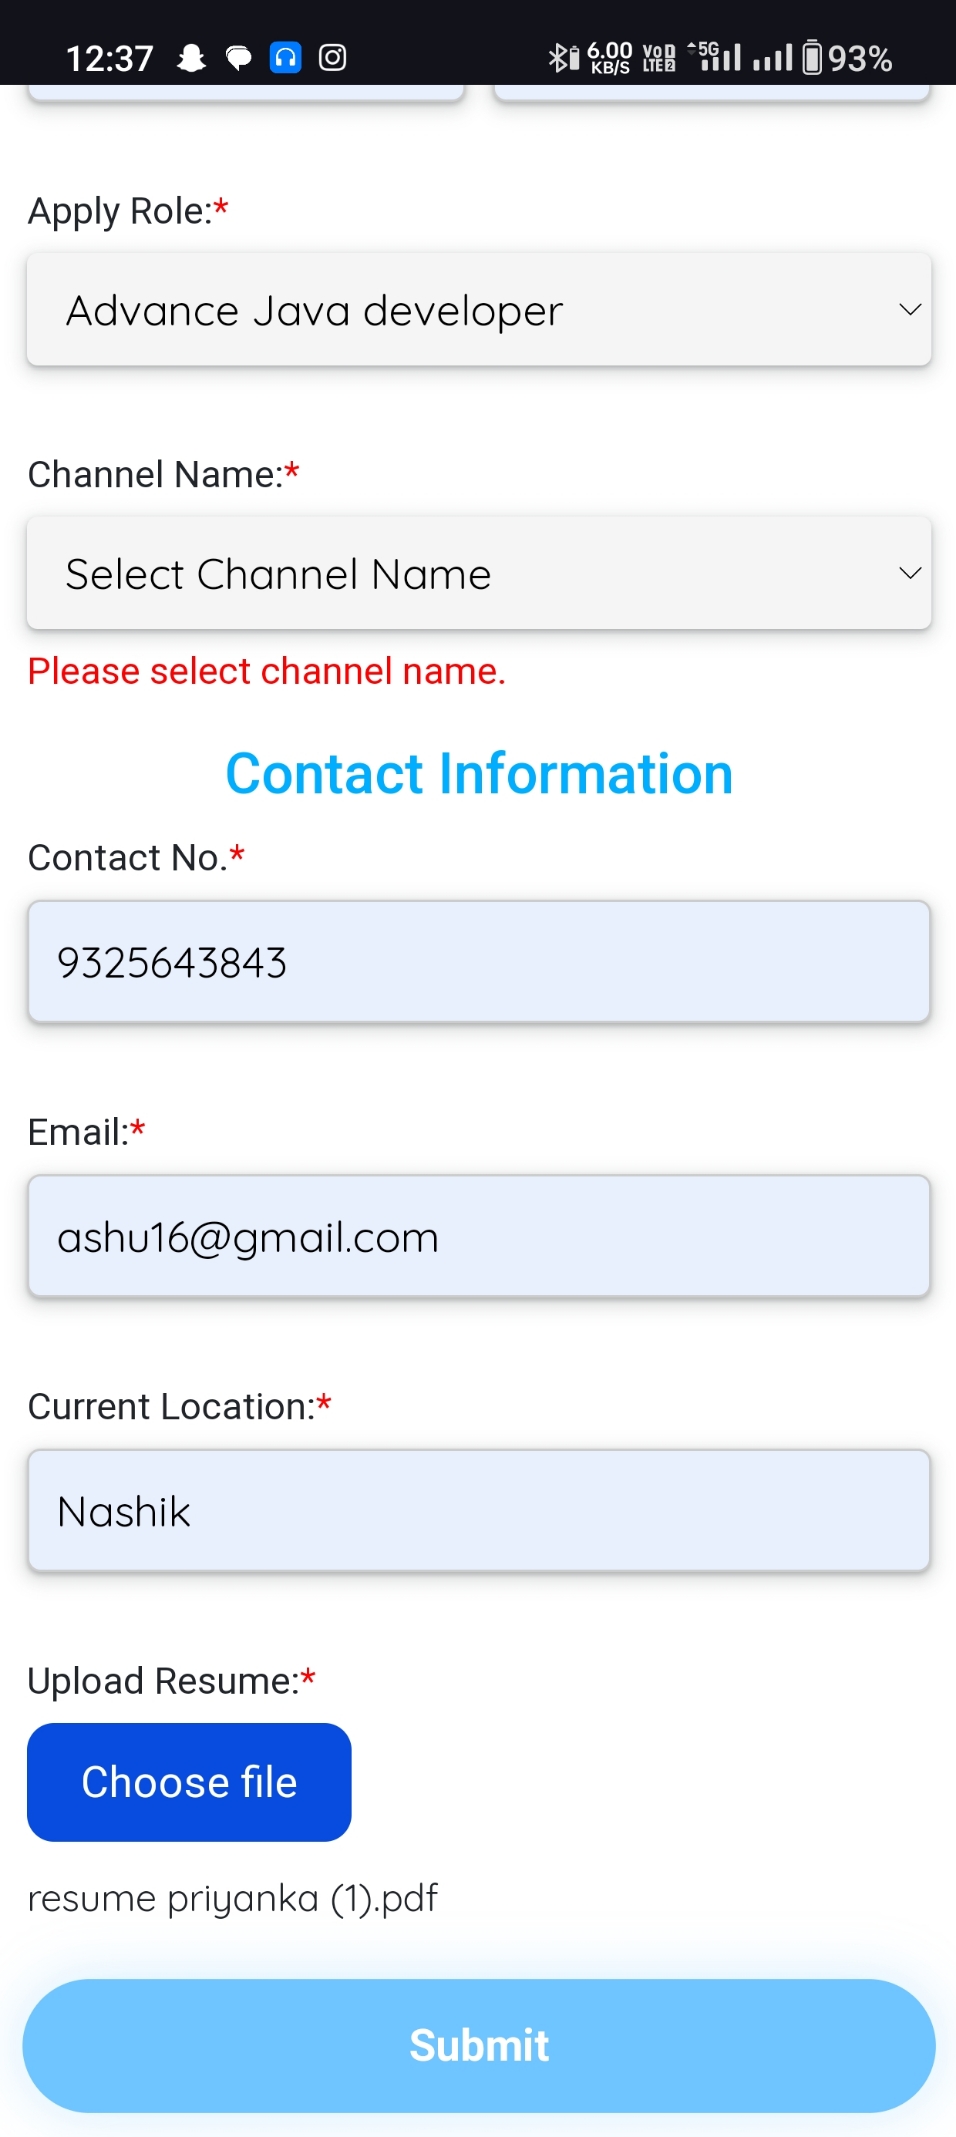 12:37 6.00 KB/S VoD LTE2 5G 93%
Apply Role:*
Advance Java developer
Channel Name:*
Select Channel Name
Please select channel name.
Contact Information
Contact No.*
9325643843
Email:*
ashu16@gmail.com
Current Location:*
Nashik
Upload Resume:*
Choose file
resume priyanka (1).pdf
Submit